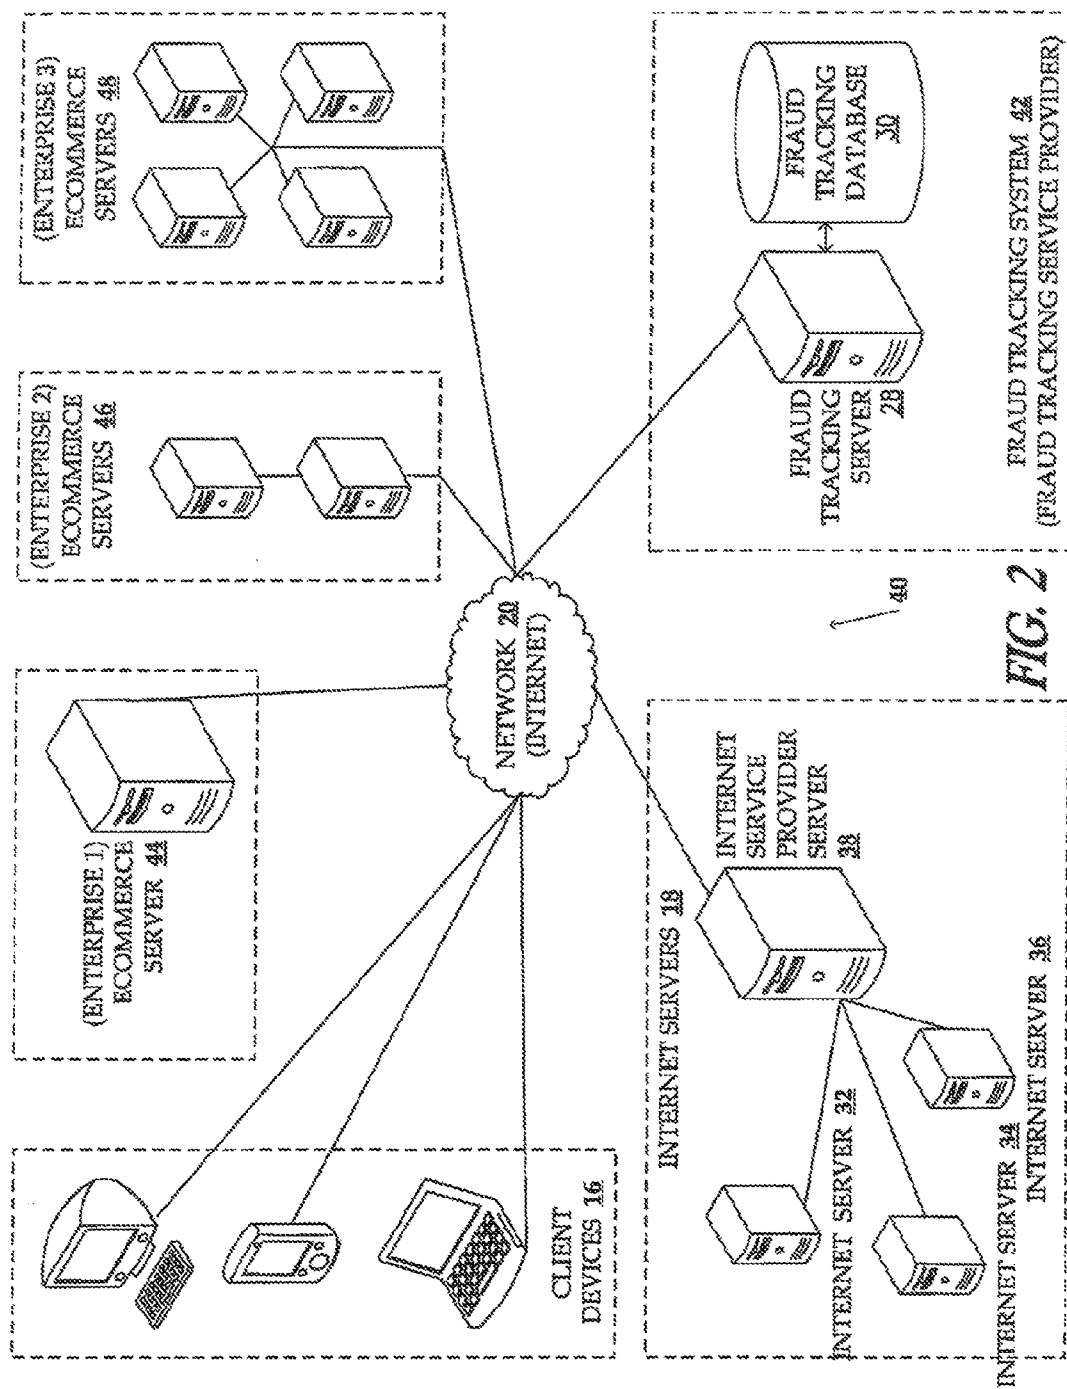 CLIENT
DEVICES 16
(ENTERPRISE 1)
ECOMMERCE
SERVER 44
(ENTERPRISE 2)
ECOMMERCE
SERVERS 46
(ENTERPRISE 3)
ECOMMERCE
SERVERS 48
NETWORK 20
(INTERNET)
INTERNET SERVERS 18
INTERNET
SERVICE
PROVIDER
SERVER
38
INTERNET SERVER 32
INTERNET SERVER 34
INTERNET SERVER 36
40
FIG. 2
FRAUD
TRACKING
SERVER
28
FRAUD
TRACKING
DATABASE
30
FRAUD TRACKING SYSTEM 42
(FRAUD TRACKING SERVICE PROVIDER)